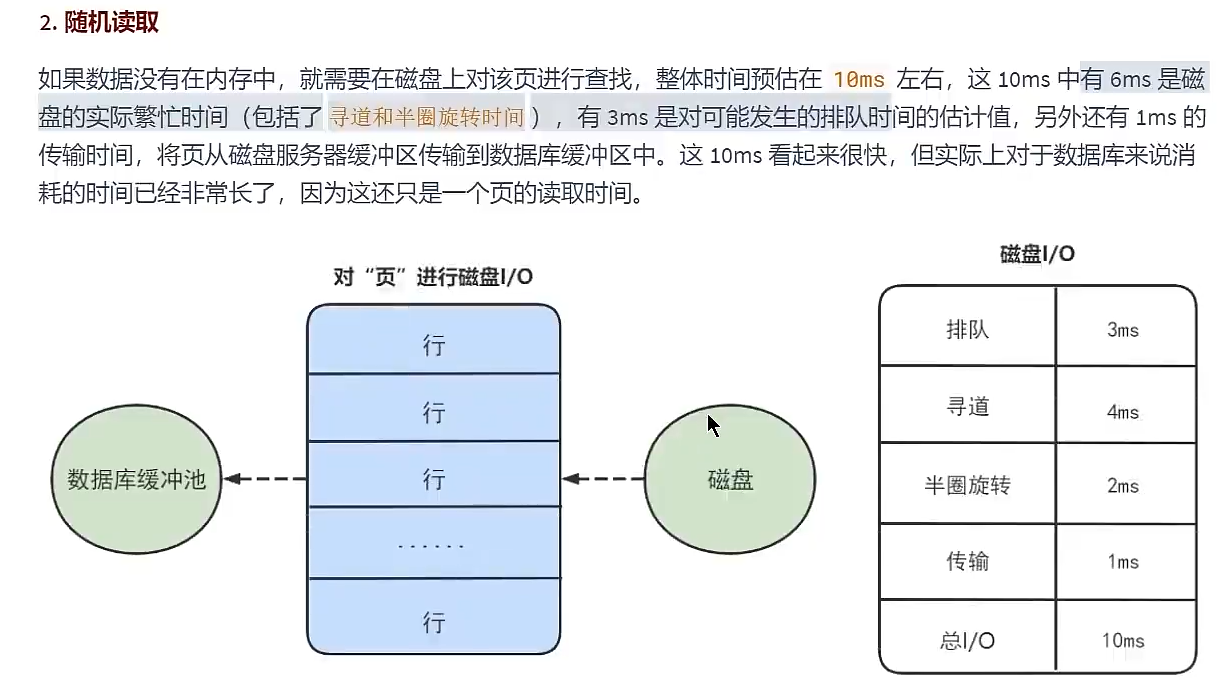 2. 随机读取
如果数据没有在内存中，就需要在磁盘上对该页进行查找，整体时间预估在 10ms 左右，这 10ms 中有 6ms 是磁
盘的实际繁忙时间（包括了 寻道和半圈旋转时间 ），有 3ms 是对可能发生的排队时间的估计值，另外还有 1ms 的
传输时间，将页从磁盘服务器缓冲区传输到数据库缓冲区中。这 10ms 看起来很快，但实际上对于数据库来说消
耗的时间已经非常长了，因为这还只是一个页的读取时间。
对“页”进行磁盘I/O
行
行
行
······
行
数据库缓冲池
磁盘
磁盘I/O
排队 3ms
寻道 4ms
半圈旋转 2ms
传输 1ms
总I/O 10ms